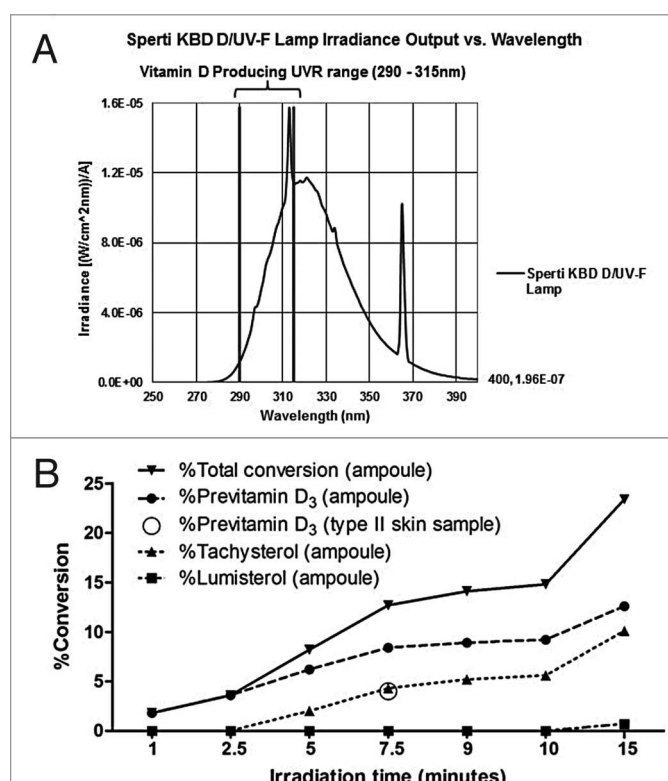 A
Sperti KBD D/UV-F Lamp Irradiance Output vs. Wavelength
Vitamin D Producing UVR range (290 - 315nm)
1.6E-05
1.2E-05
8.0E-06
4.0E-06
0.0E+00
Irradiance [(W/cm^2nm))/A]
250 270 290 310 330 350 370 390
Wavelength (nm)
Sperti KBD D/UV-F
Lamp
400, 1.96E-07
B
%Total conversion (ampoule)
%Previtamin D3 (ampoule)
%Previtamin D3 (type II skin sample)
%Tachysterol (ampoule)
%Lumisterol (ampoule)
25
20
15
10
5
0
%Conversion
1 2.5 5 7.5 9 10 15
Irradiation time (minutes)